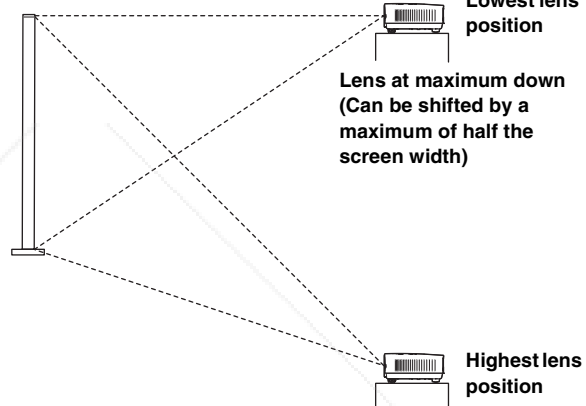 Lowest lens
position
Lens at maximum down
(Can be shifted by a
maximum of half the
screen width)
Highest lens
position